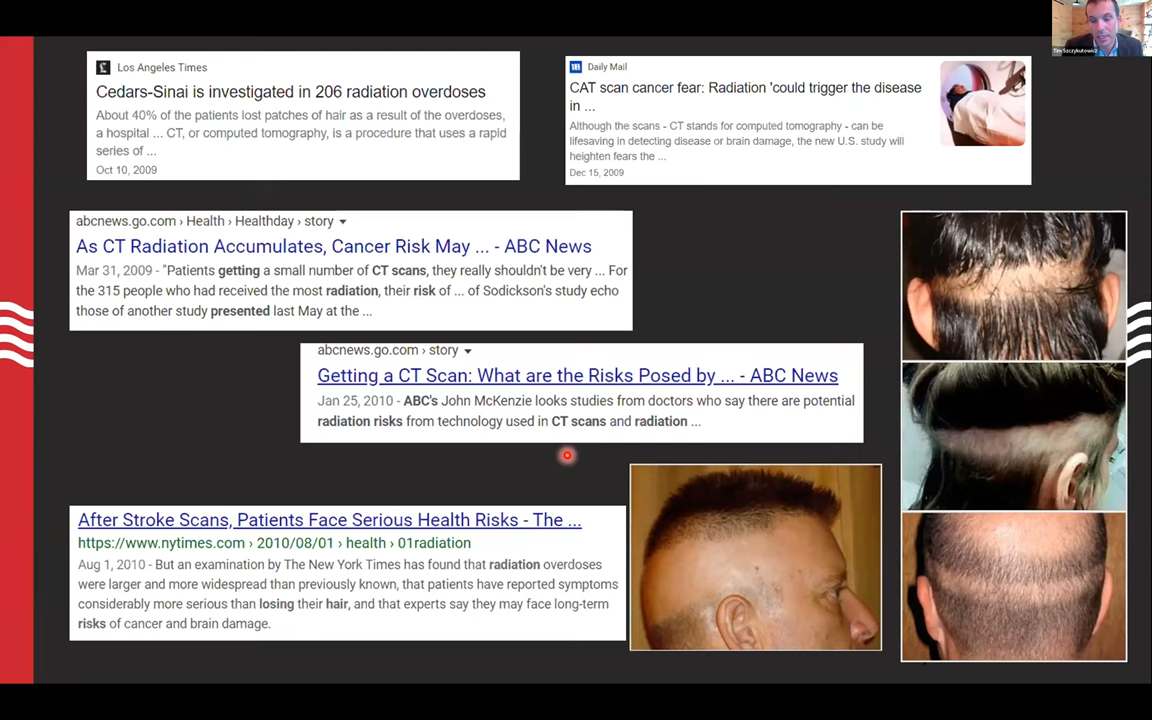 Tim Szczykutowicz
Los Angeles Times
Cedars-Sinai is investigated in 206 radiation overdoses
About 40% of the patients lost patches of hair as a result of the overdoses,
a hospital ... CT, or computed tomography, is a procedure that uses a rapid
series of ...
Oct 10, 2009
Daily Mail
CAT scan cancer fear: Radiation 'could trigger the disease
in ...
Although the scans - CT stands for computed tomography - can be
lifesaving in detecting disease or brain damage, the new U.S. study will
heighten fears the ...
Dec 15, 2009
abcnews.go.com › Health › Healthday › story
As CT Radiation Accumulates, Cancer Risk May ... - ABC News
Mar 31, 2009 - "Patients getting a small number of CT scans, they really shouldn't be very ... For
the 315 people who had received the most radiation, their risk of ... of Sodickson's study echo
those of another study presented last May at the ...
abcnews.go.com › story
Getting a CT Scan: What are the Risks Posed by ... - ABC News
Jan 25, 2010 - ABC's John McKenzie looks studies from doctors who say there are potential
radiation risks from technology used in CT scans and radiation ...
After Stroke Scans, Patients Face Serious Health Risks - The ...
https://www.nytimes.com › 2010/08/01 › health › 01radiation
Aug 1, 2010 - But an examination by The New York Times has found that radiation overdoses
were larger and more widespread than previously known, that patients have reported symptoms
considerably more serious than losing their hair, and that experts say they may face long-term
risks of cancer and brain damage.